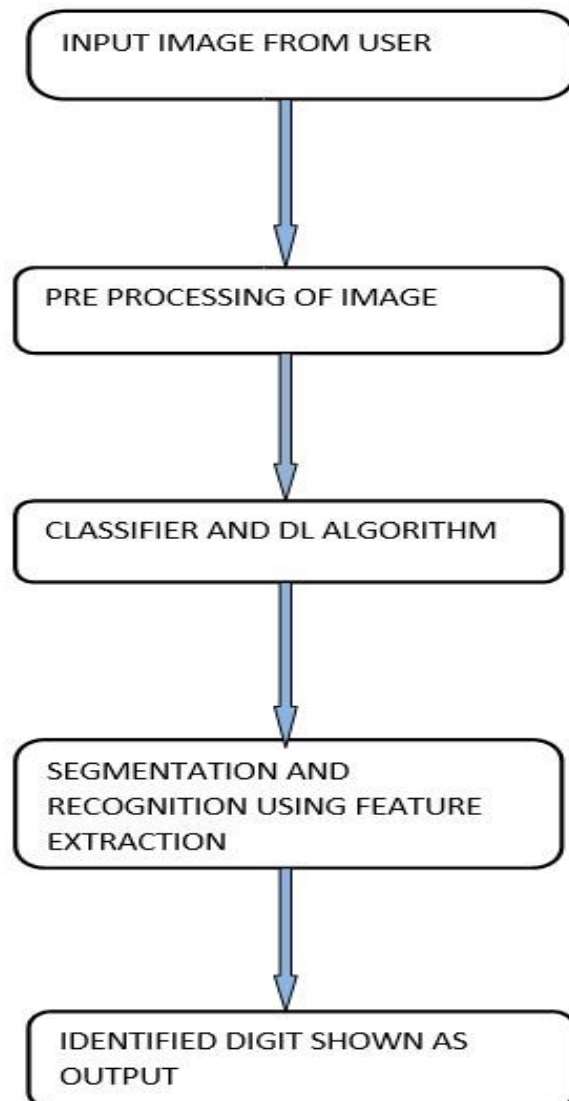 INPUT IMAGE FROM USER
PRE PROCESSING OF IMAGE
CLASSIFIER AND DL ALGORITHM
SEGMENTATION AND
RECOGNITION USING FEATURE
EXTRACTION
IDENTIFIED DIGIT SHOWN AS
OUTPUT